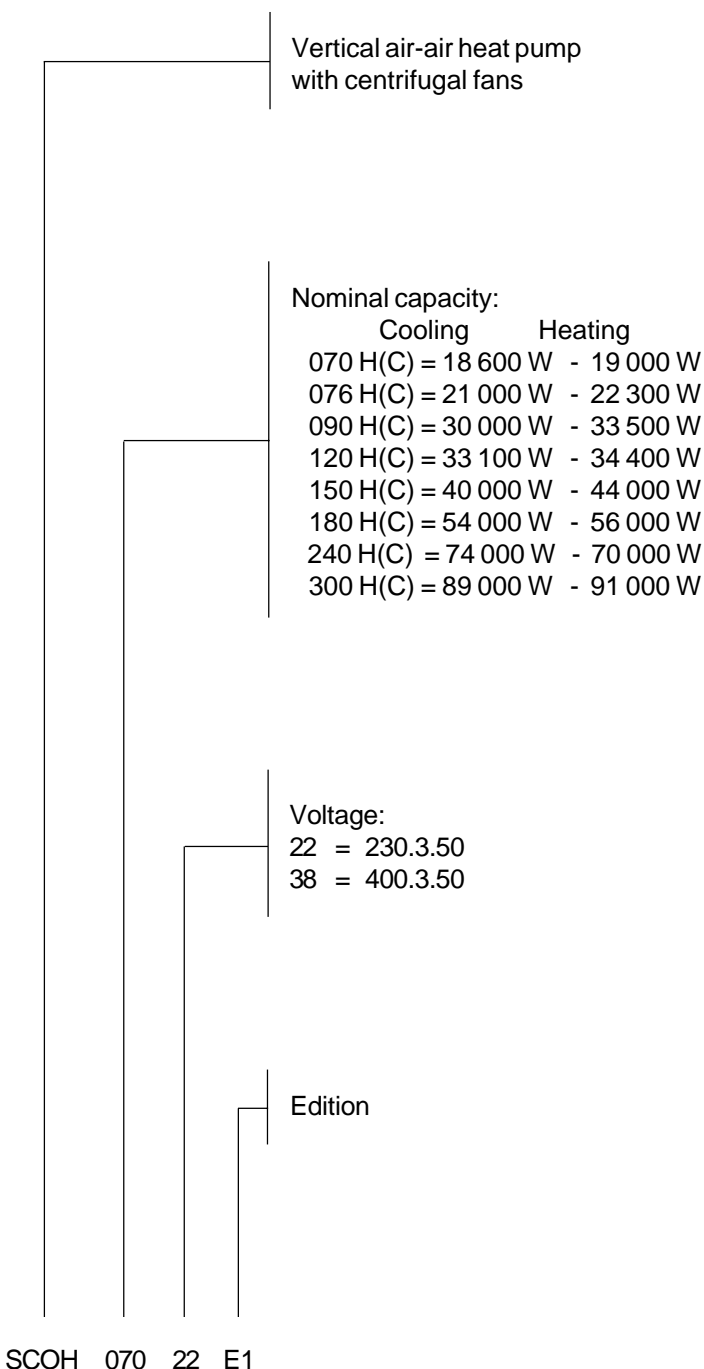 Vertical air-air heat pump
with centrifugal fans
Nominal capacity:
Cooling Heating
070 H(C) = 18 600 W - 19 000 W
076 H(C) = 21 000 W - 22 300 W
090 H(C) = 30 000 W - 33 500 W
120 H(C) = 33 100 W - 34 400 W
150 H(C) = 40 000 W - 44 000 W
180 H(C) = 54 000 W - 56 000 W
240 H(C) = 74 000 W - 70 000 W
300 H(C) = 89 000 W - 91 000 W
Voltage:
22 = 230.3.50
38 = 400.3.50
Edition
SCOH 070 22 E1